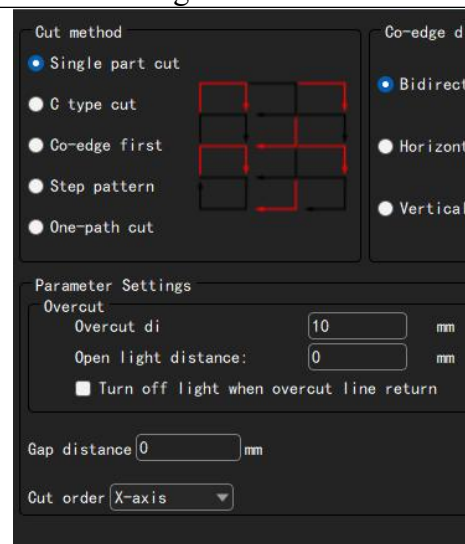 Cut method
Co-edge d
Single part cut
Bidirect
C type cut
Co-edge first
Horizont
Step pattern
Vertical
One-path cut
Parameter Settings
Overcut
Overcut di 10 mm
Open light distance: 0 mm
Turn off light when overcut line return
Gap distance 0 mm
Cut order X-axis